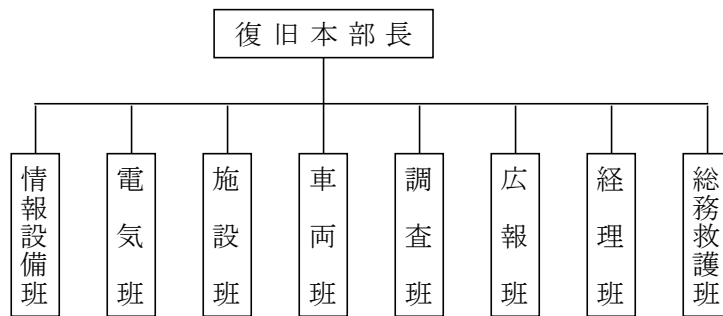 復旧本部長
情報設備班
電気班
施設班
車両班
調査班
広報班
経理班
総務救護班